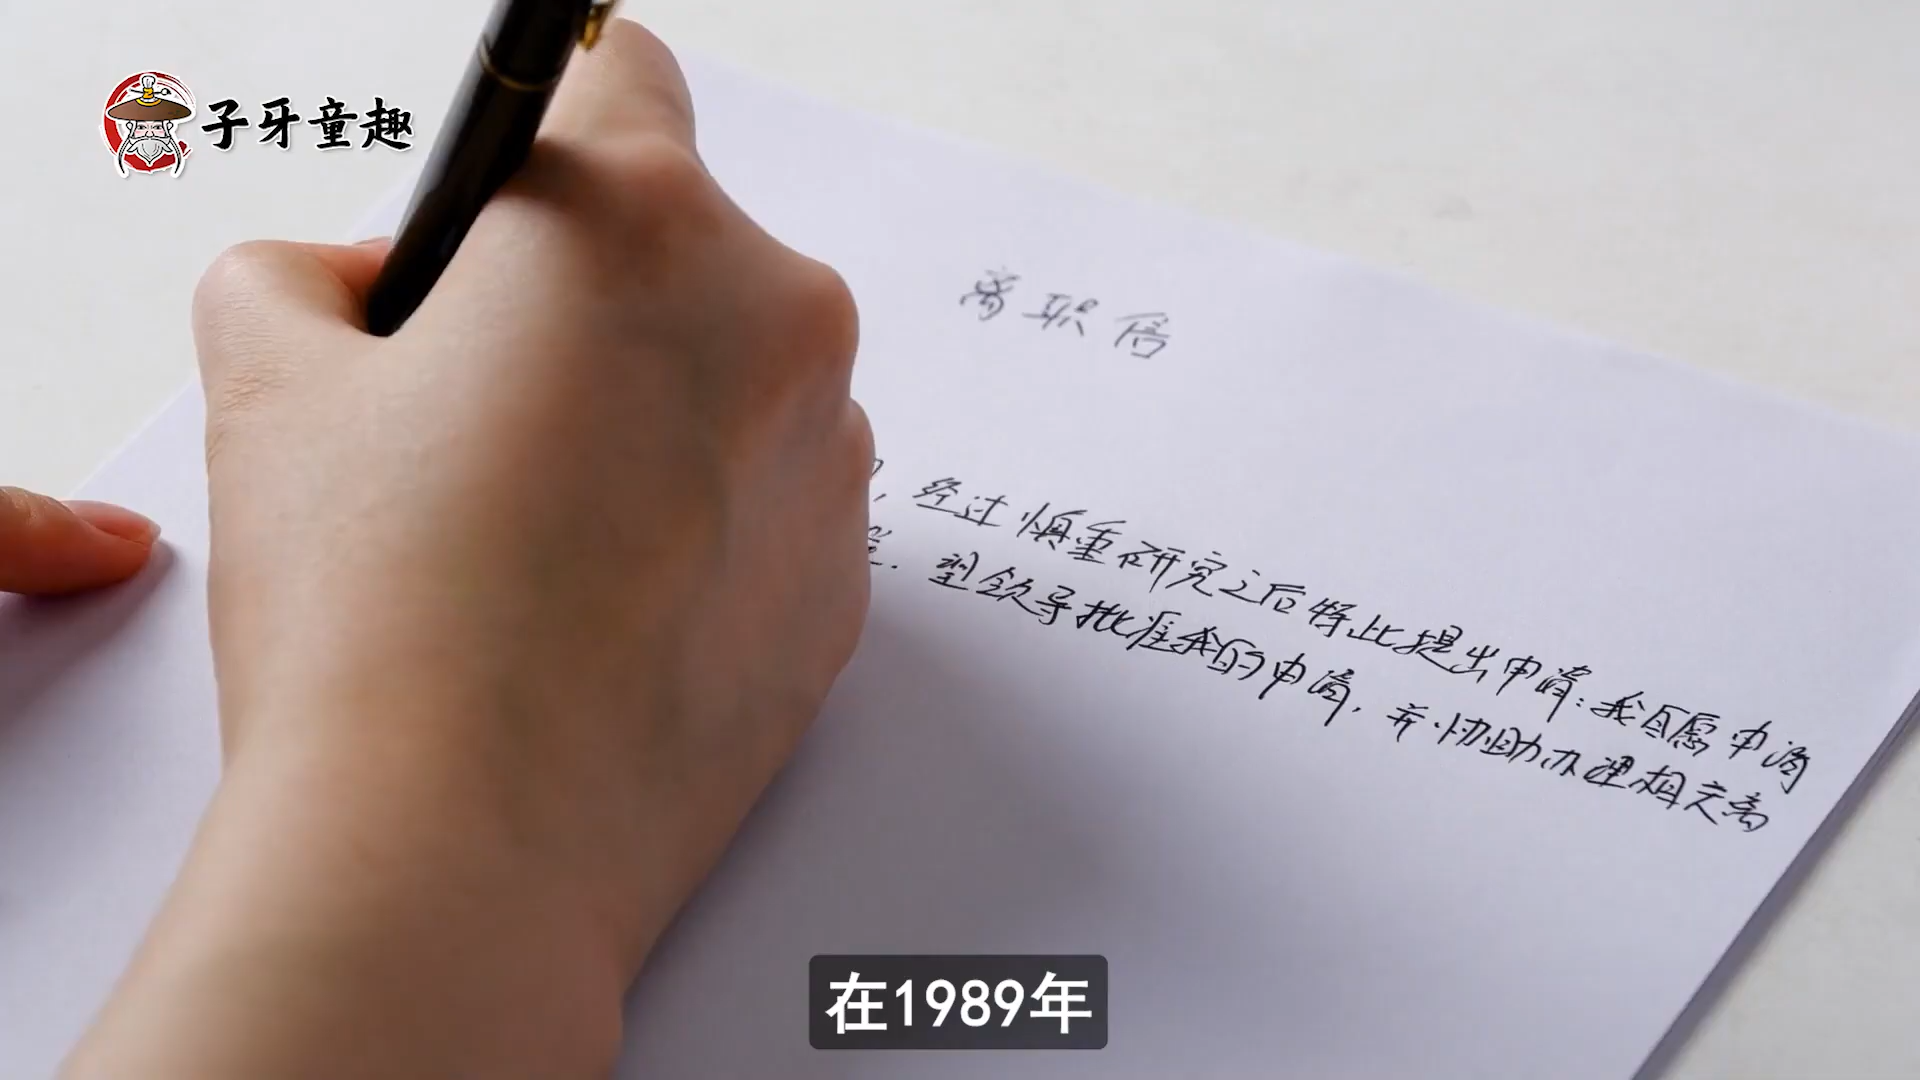 子牙童趣
离职信
，经过慎重研究之后特此提出申请：我自愿申请
．望领导批准我的申请，并协助办理相关离
在1989年